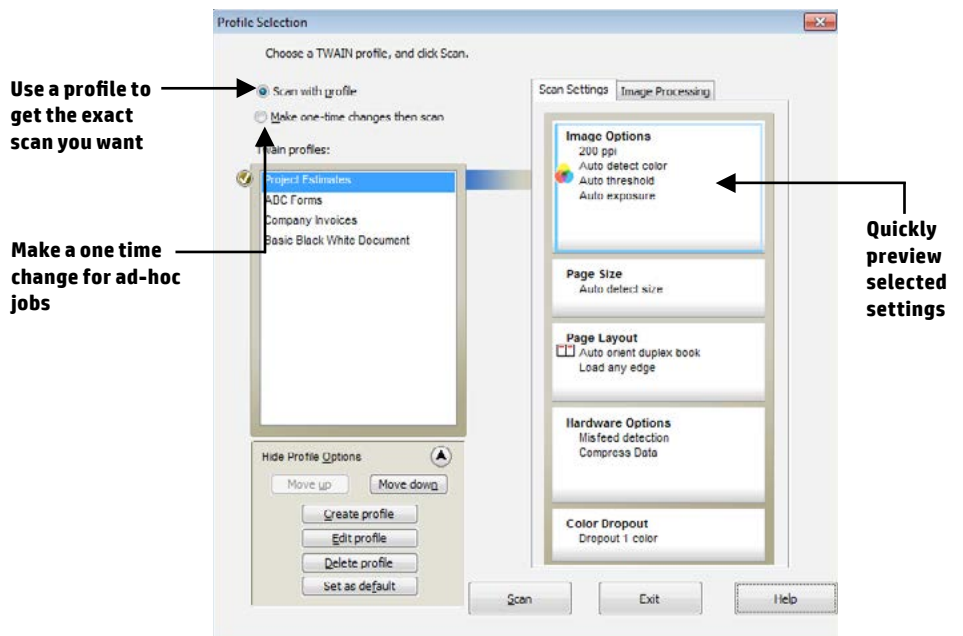 Profile Selection
Choose a TWAIN profile, and click Scan.
Use a profile to
get the exact
scan you want
Scan with profile
Make one-time changes then scan
Twain profiles:
Project Estimates
ABC Forms
Company Invoices
Basic Black White Document
Make a one time
change for ad-hoc
jobs
Hide Profile Options
Move up
Move down
Create profile
Edit profile
Delete profile
Set as default
Scan Settings
Image Processing
Image Options
200 ppi
Auto detect color
Auto threshold
Auto exposure
Page Size
Auto detect size
Page Layout
Auto orient duplex book
Load any edge
Hardware Options
Misfeed detection
Compress Data
Color Dropout
Dropout 1 color
Quickly
preview
selected
settings
Scan
Exit
Help